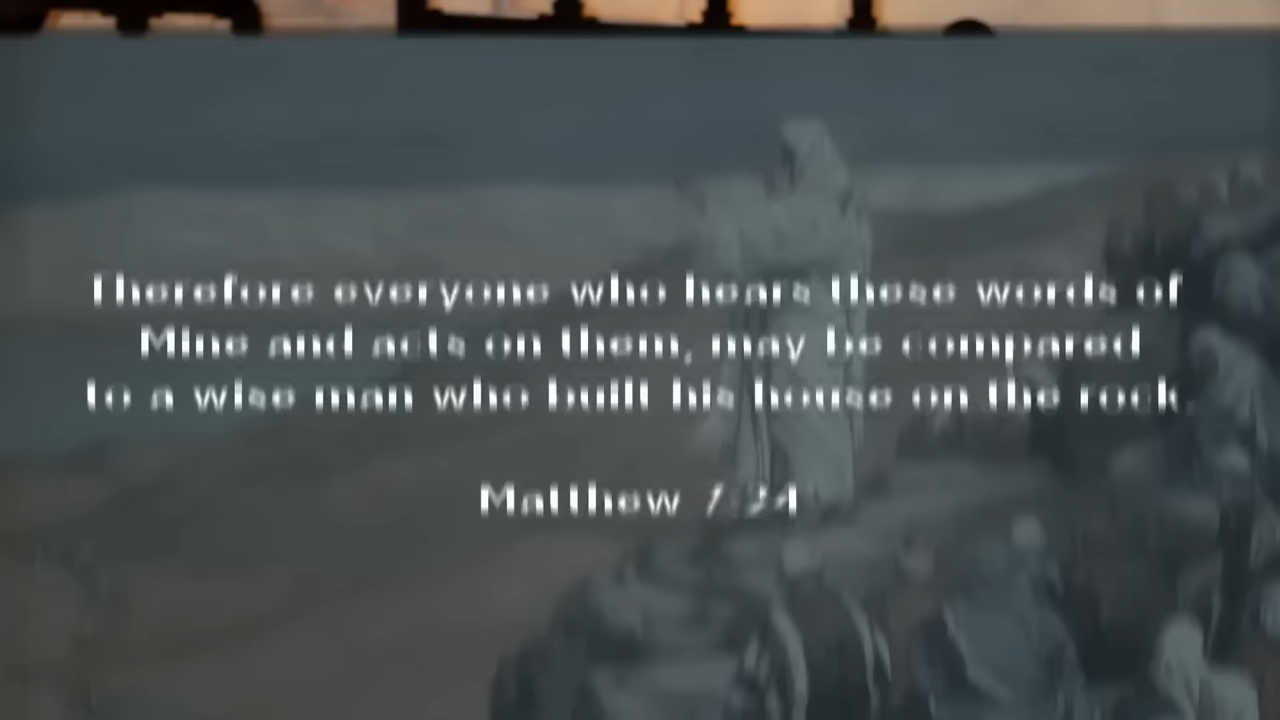 Therefore everyone who hears these words of
Mine and acts on them, may be compared
to a wise man who built his house on the rock.
Matthew 7:24